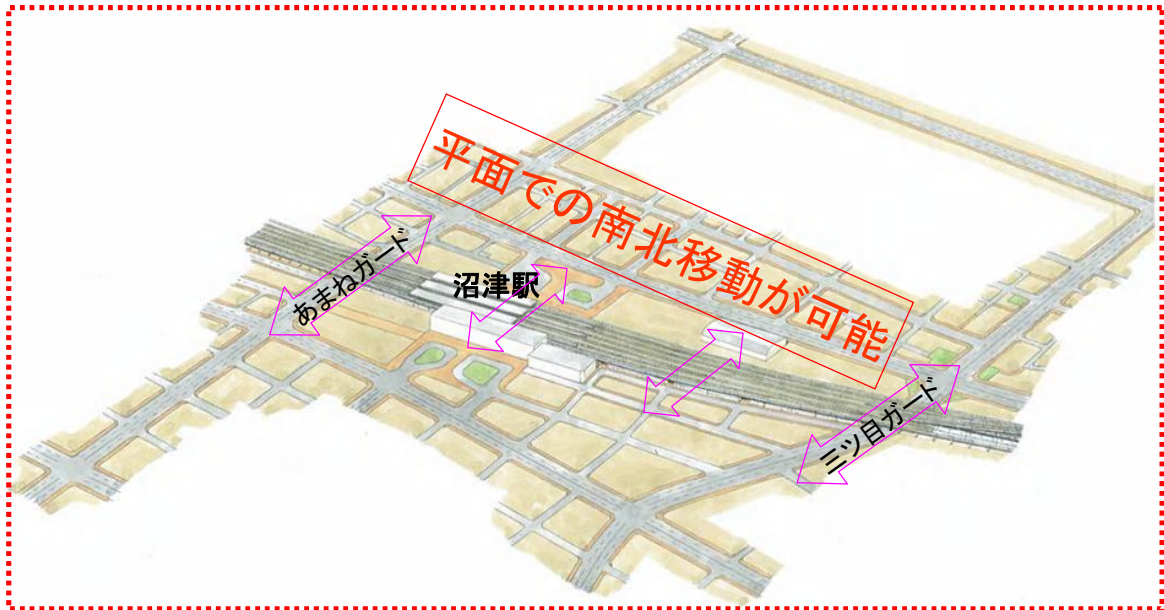 平面での南北移動が可能
あまねガード
沼津駅
三ツ目ガード